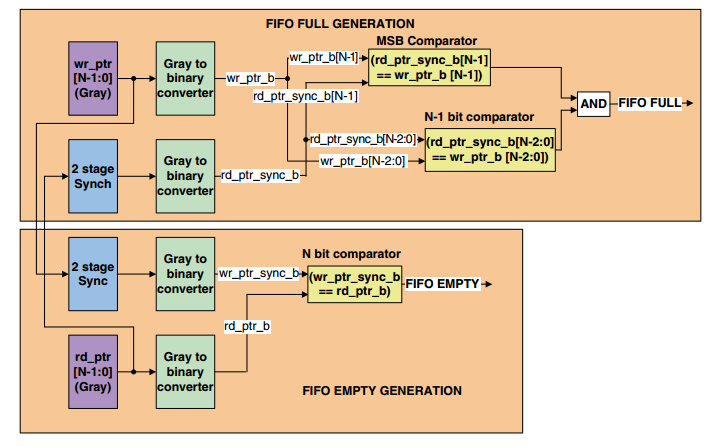 FIFO FULL GENERATION
wr_ptr
[N-1:0]
(Gray)
Gray to
binary
converter
wr_ptr_b
wr_ptr_b[N-1]
rd_ptr_sync_b[N-1]
MSB Comparator
(rd_ptr_sync_b[N-1]
== wr_ptr_b [N-1])
N-1 bit comparator
rd_ptr_sync_b[N-2:0]
wr_ptr_b[N-2:0]
(rd_ptr_sync_b[N-2:0]
== wr_ptr_b [N-2:0])
AND
FIFO FULL
2 stage
Synch
Gray to
binary
converter
rd_ptr_sync_b
2 stage
Sync
Gray to
binary
converter
wr_ptr_sync_b
N bit comparator
(wr_ptr_sync_b
== rd_ptr_b)
FIFO EMPTY
rd_ptr_b
rd_ptr
[N-1:0]
(Gray)
Gray to
binary
converter
FIFO EMPTY GENERATION